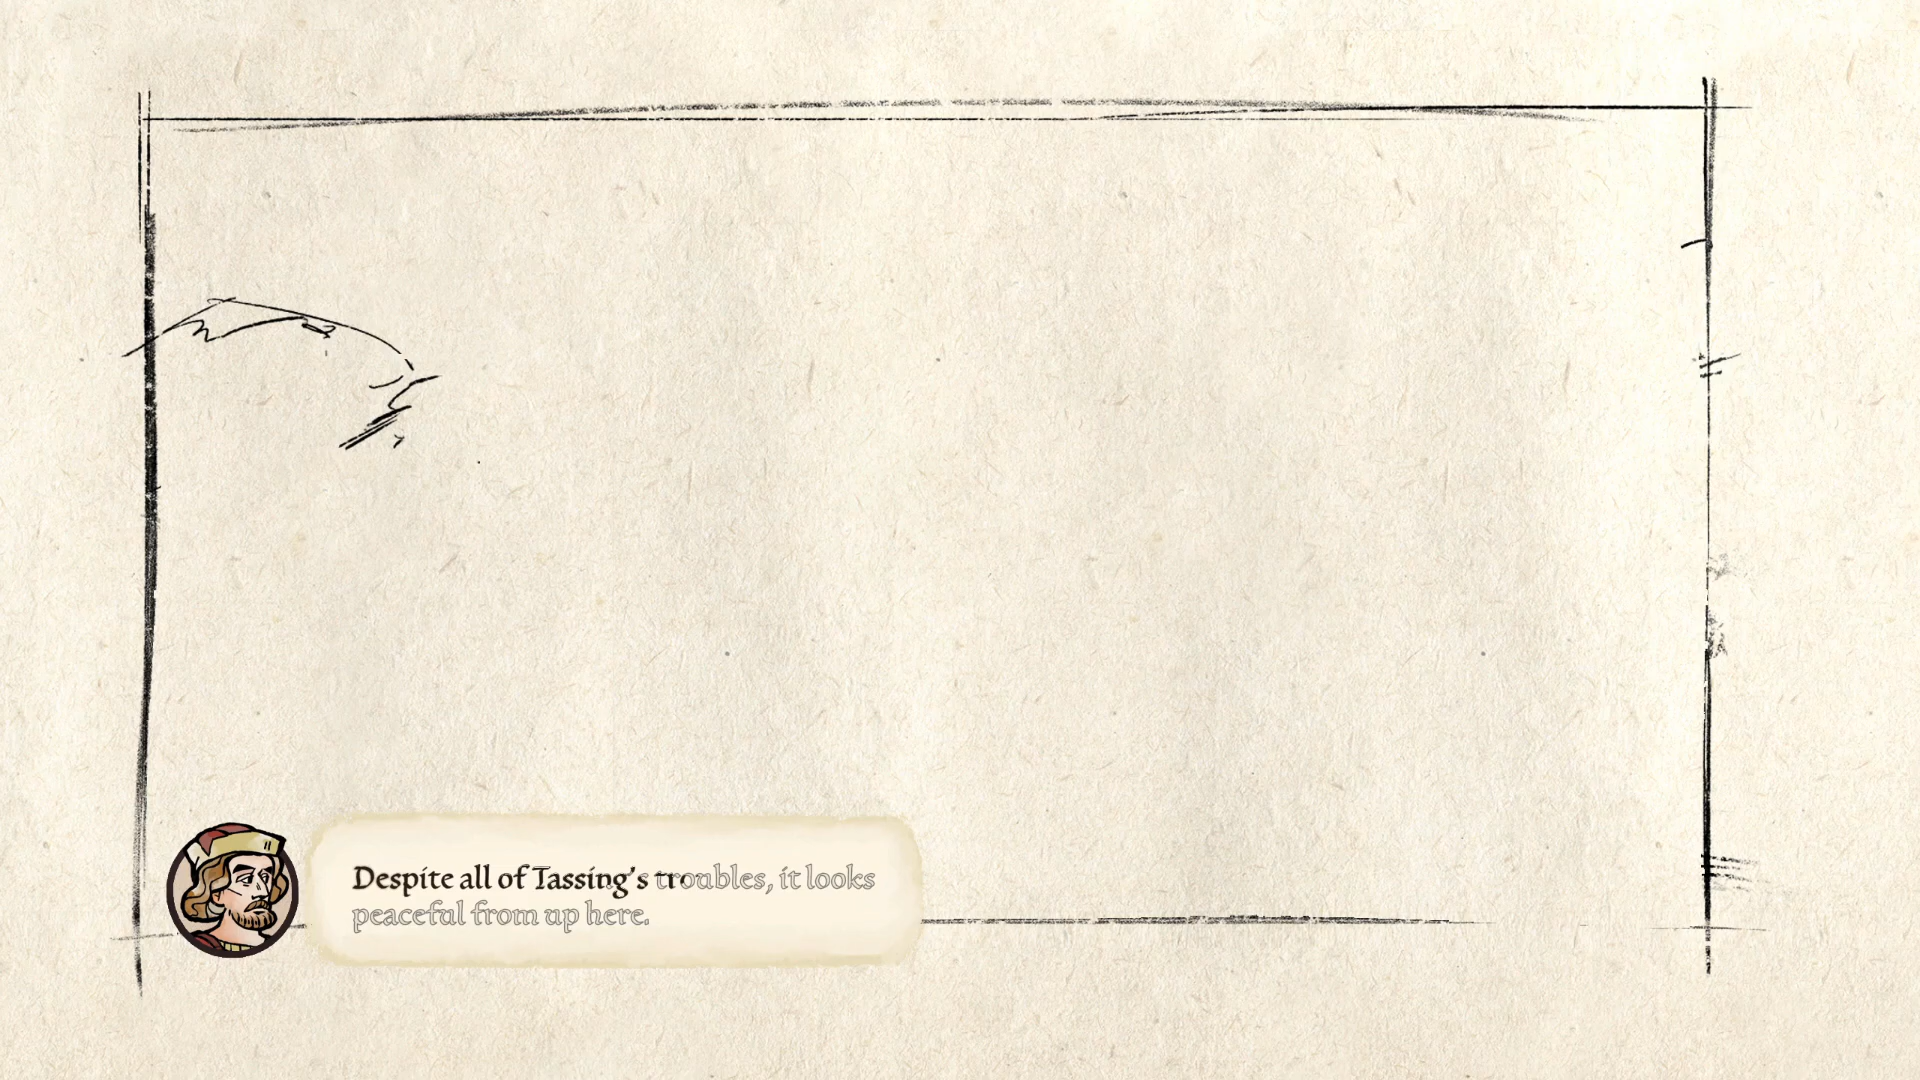 Despite all of Tassing's troubles, it looks
peaceful from up here.